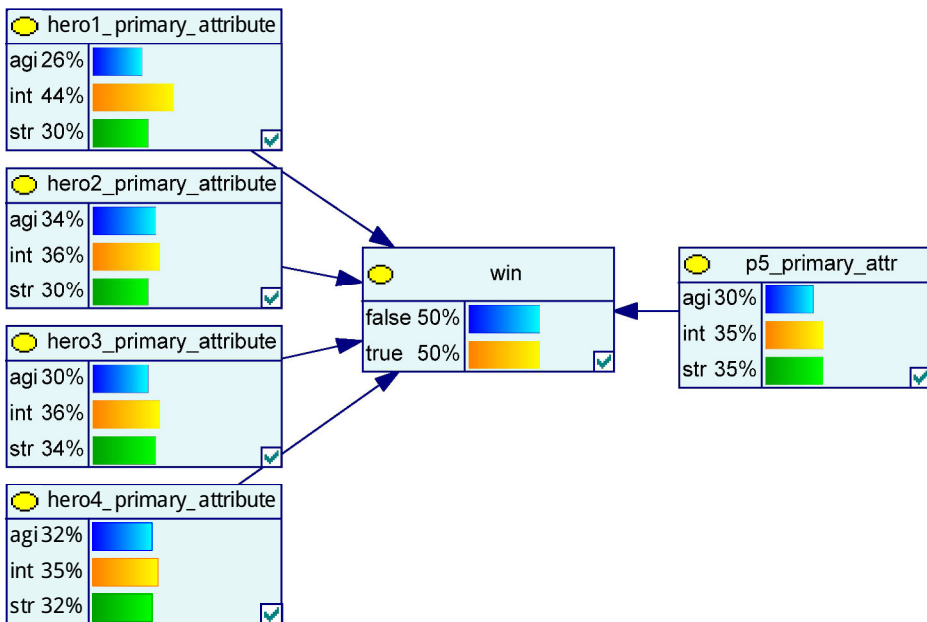 hero1_primary_attribute
agi 26%
int 44%
str 30%
hero2_primary_attribute
agi 34%
int 36%
str 30%
hero3_primary_attribute
agi 30%
int 36%
str 34%
hero4_primary_attribute
agi 32%
int 35%
str 32%
win
false 50%
true 50%
p5_primary_attr
agi 30%
int 35%
str 35%